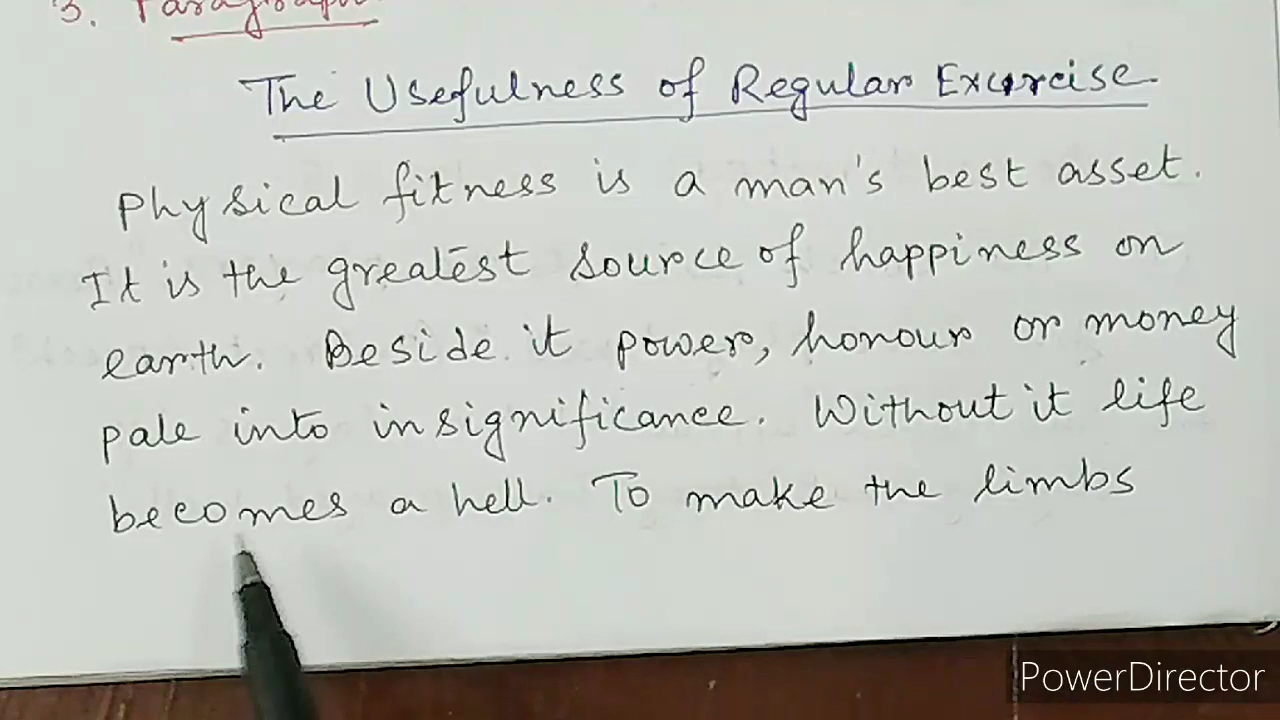 3. Paragraph
The Usefulness of Regular Excercise
Physical fitness is a man's best asset.
It is the greatest source of happiness on
earth. Beside it power, honour or money
pale into insignificance. Without it life
becomes a hell. To make the limbs
PowerDirector